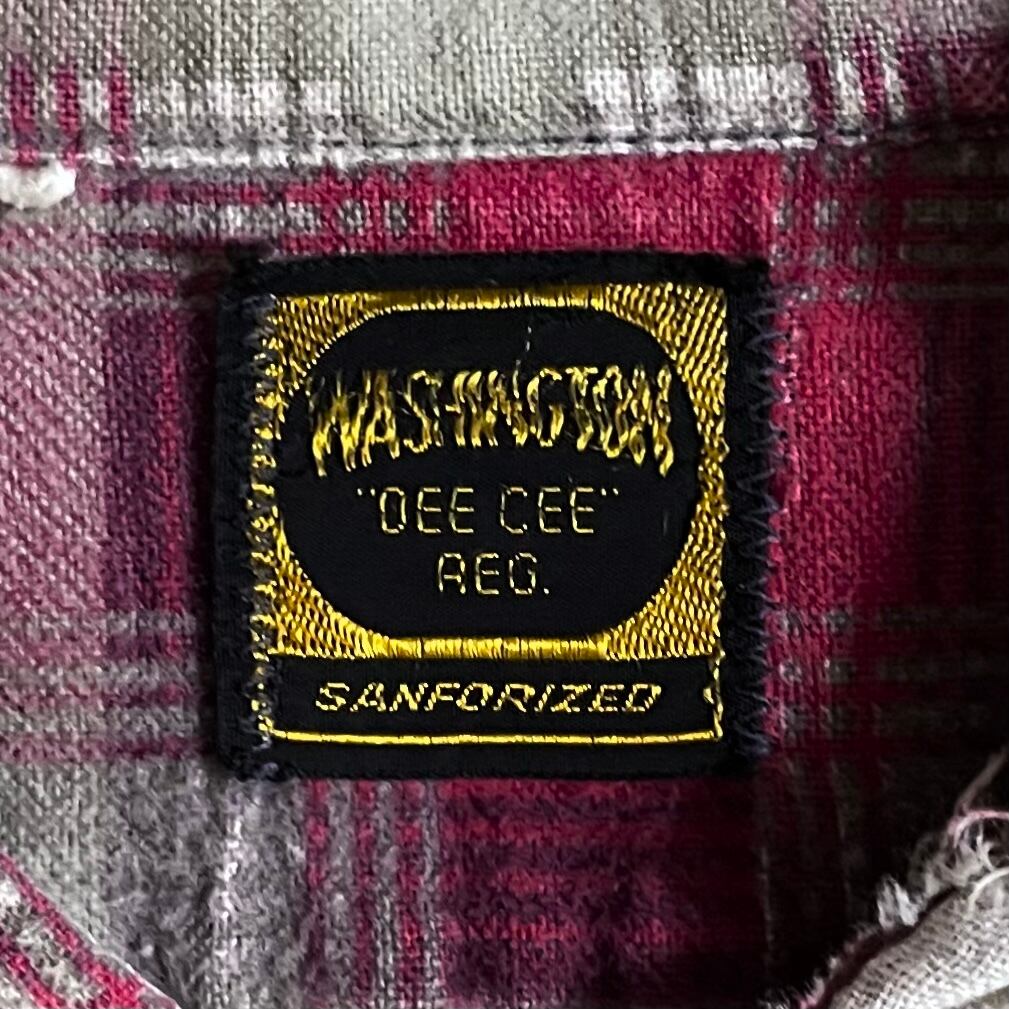 WASHINGTON
"DEE CEE"
REG.
SANFORIZED